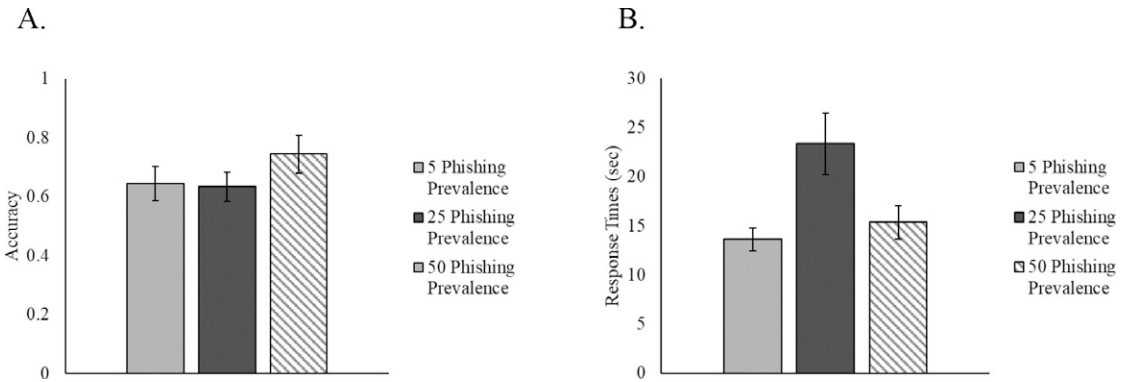 A.
Accuracy
1
0.8
0.6
0.4
0.2
0
5 Phishing
Prevalence
25 Phishing
Prevalence
50 Phishing
Prevalence
B.
Response Times (sec)
30
25
20
15
10
5
0
5 Phishing
Prevalence
25 Phishing
Prevalence
50 Phishing
Prevalence